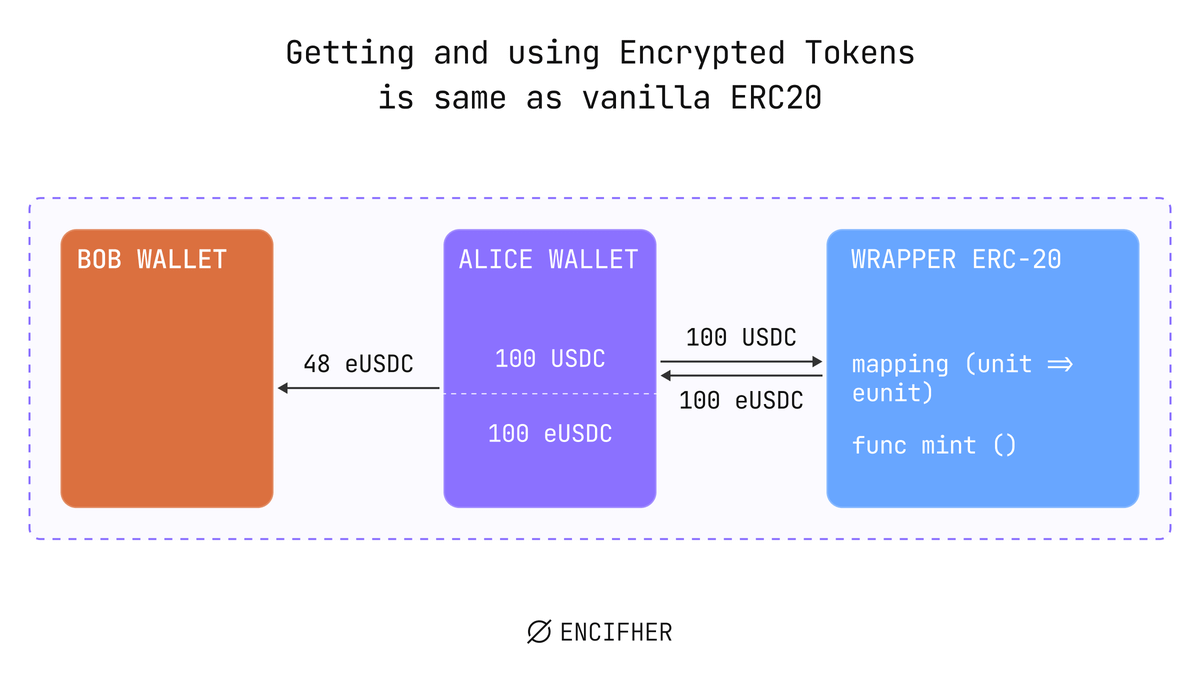 Getting and using Encrypted Tokens
is same as vanilla ERC20
BOB WALLET
48 eUSDC
ALICE WALLET
100 USDC
100 eUSDC
100 USDC
100 eUSDC
WRAPPER ERC-20
mapping (unit ⇒
eunit)
func mint ()
ENCIFHER